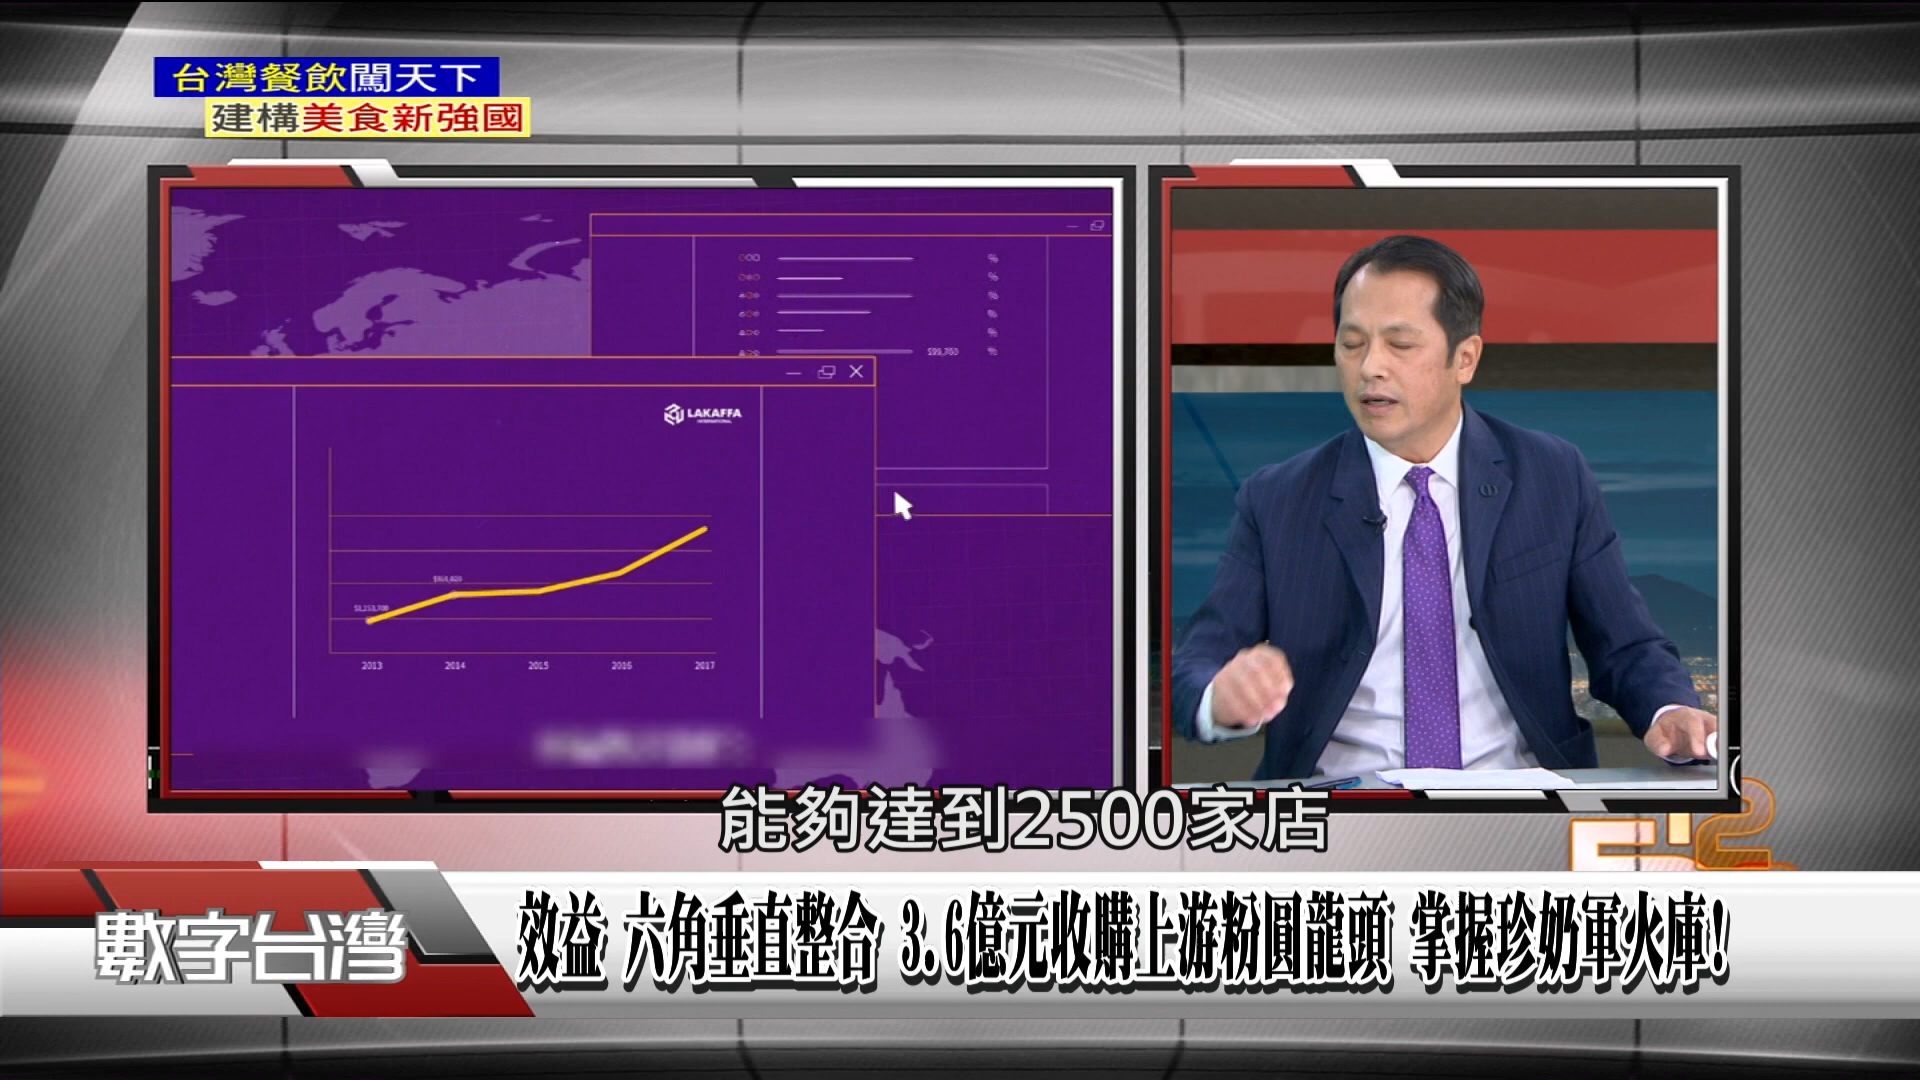 台灣餐飲闖天下
建構美食新強國
$99,760
%
%
%
%
%
%
LAKAFFA
INTERNATIONAL
2013
2014
2015
2016
2017
能夠達到2500家店
數字台灣
效益 六角垂直整合 3.6億元收購上游粉圓龍頭 掌握珍奶軍火庫!